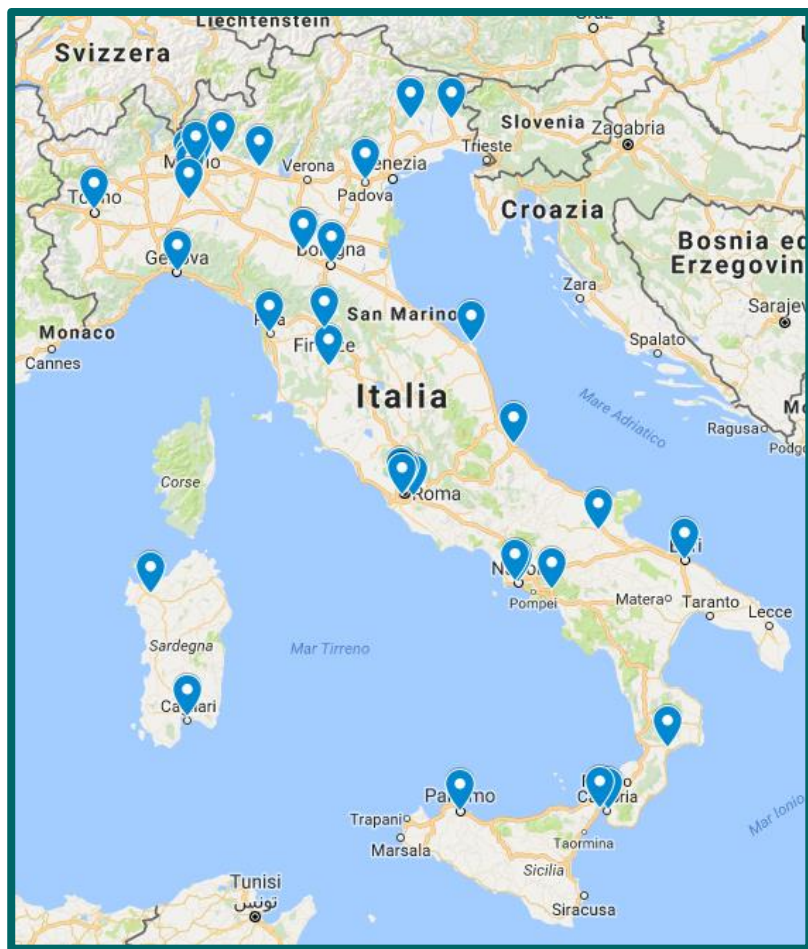 Liechtenstein
Svizzera
Slovenia
Zagabria
Trieste
Verona
Padova
Croazia
Bosnia ed
Erzegovin
Zara
Sarajev
San Marino
Monaco
Cannes
Spalato
Italia
Mare Adriatico
Ragusa
Podg
Corse
Roma
Pompei
Matera
Taranto
Lecce
Sardegna
Mar Tirreno
Mar Ionio
Trapani
Marsala
Taormina
Sicilia
Siracusa
Tunisi
تونس